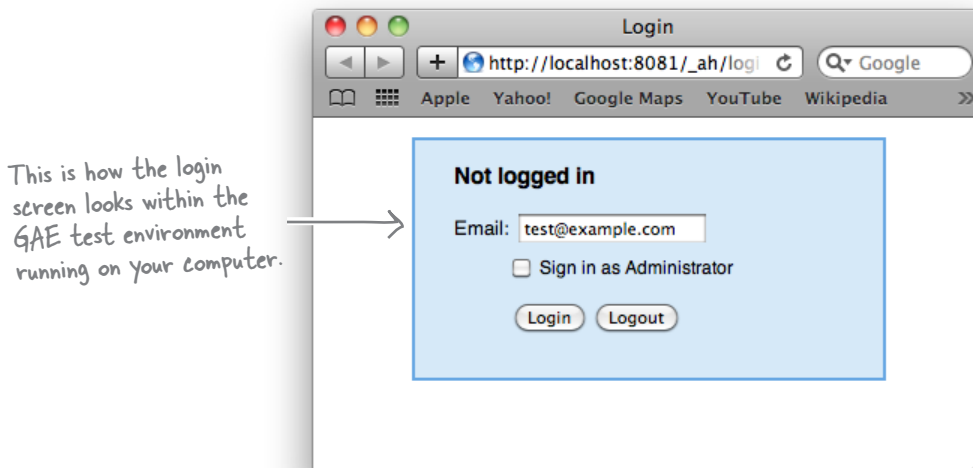 Login
http://localhost:8081/_ah/logi
Google
Apple Yahoo! Google Maps YouTube Wikipedia
This is how the login
screen looks within the
GAE test environment
running on your computer.
Not logged in
Email: test@example.com
Sign in as Administrator
Login Logout